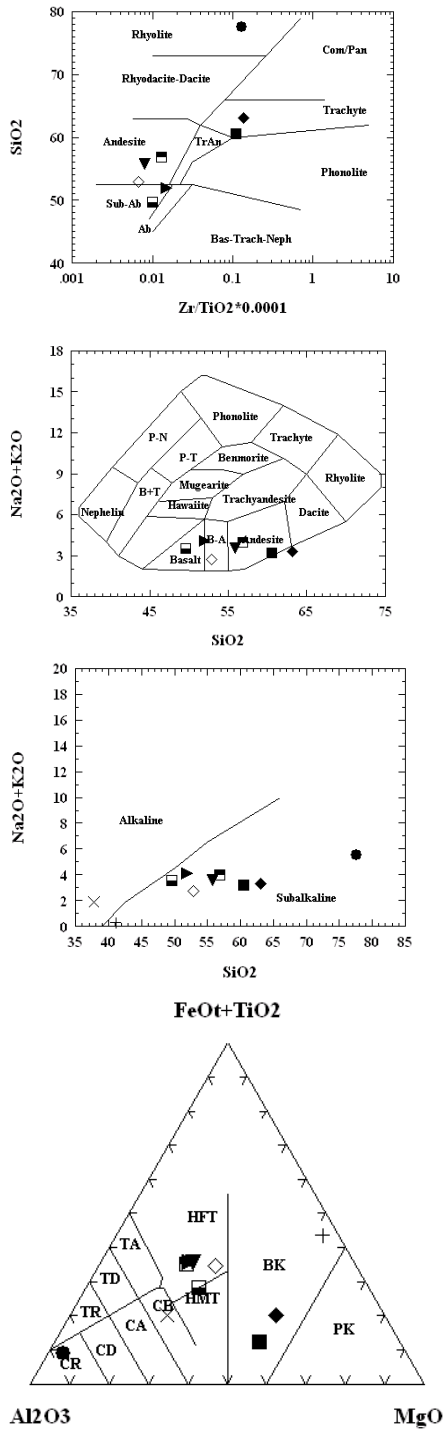 80
Rhyolite
Com/Pan
70
Rhyodacite-Dacite
SiO2
Trachyte
60
Andesite
TrAn
Phonolite
50
Sub-Ab
Ab
Bas-Trach-Neph
40
.001 0.01 0.1 1 10
Zr/TiO2*0.0001
18
15
Phonolite
12
P-N
Trachyte
Na2O+K2O
P-T
Benmorite
9
B+T
Mugearite
Rhyolite
Nephelin
Hawaiite
Trachyandesite
6
Dacite
B-A
Andesite
3
Basalt
0
35 45 55 65 75
SiO2
20
18
16
14
Na2O+K2O
12
10
8
Alkaline
6
4
2
Subalkaline
0
35 40 45 50 55 60 65 70 75 80 85
SiO2
FeOt+TiO2
HFT
TA
BK
TD
HMT
CB
TR
CA
PK
CD
CR
Al2O3 MgO